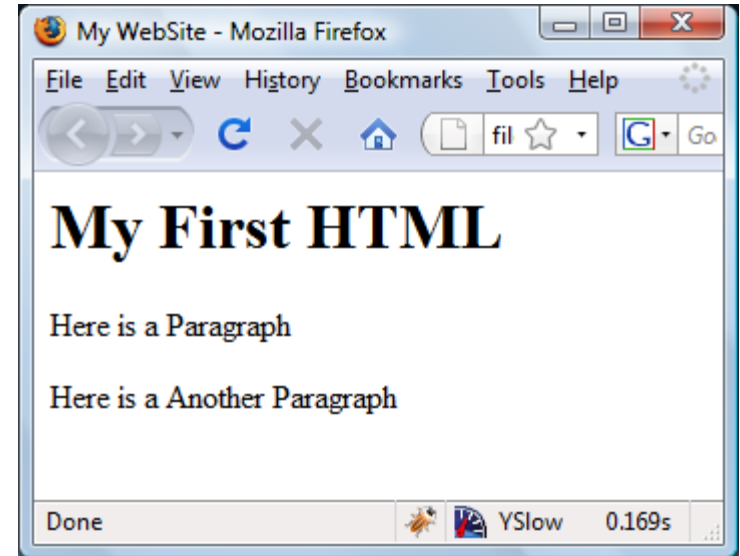 My WebSite - Mozilla Firefox
File Edit View History Bookmarks Tools Help
fil G Go
My First HTML
Here is a Paragraph
Here is a Another Paragraph
Done YSlow 0.169s